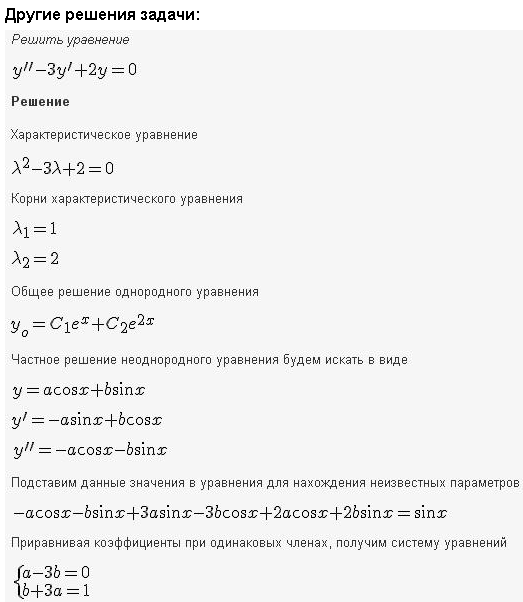 Другие решения задачи:
Решить уравнение
y′′−3y′+2y=0
Решение
Характеристическое уравнение
λ²−3λ+2=0
Корни характеристического уравнения
λ₁=1
λ₂=2
Общее решение однородного уравнения
yₒ=C₁eˣ+C₂e²ˣ
Частное решение неоднородного уравнения будем искать в виде
y=acosx+bsinx
y′=−asinx+bcosx
y′′=−acosx−bsinx
Подставим данные значения в уравнения для нахождения неизвестных параметров
−acosx−bsinx+3asinx−3bcosx+2acosx+2bsinx=sinx
Приравнивая коэффициенты при одинаковых членах, получим систему уравнений
{a−3b=0
b+3a=1